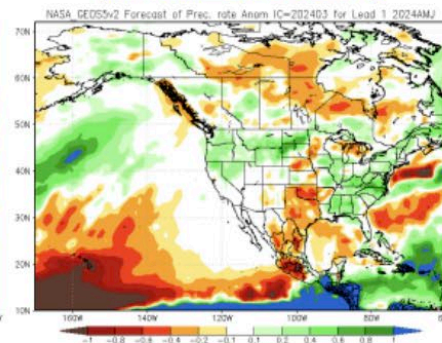 NASA_GEOS5v2 Forecast of Prec. rate Anom IC=202403 for Lead 1 2024AMJ
70N
60N
50N
40N
30N
20N
10N
160W 140W 120W 100W 80W
-1 -0.8 -0.6 -0.4 -0.2 -0.1 0.1 0.2 0.4 0.6 0.8 1